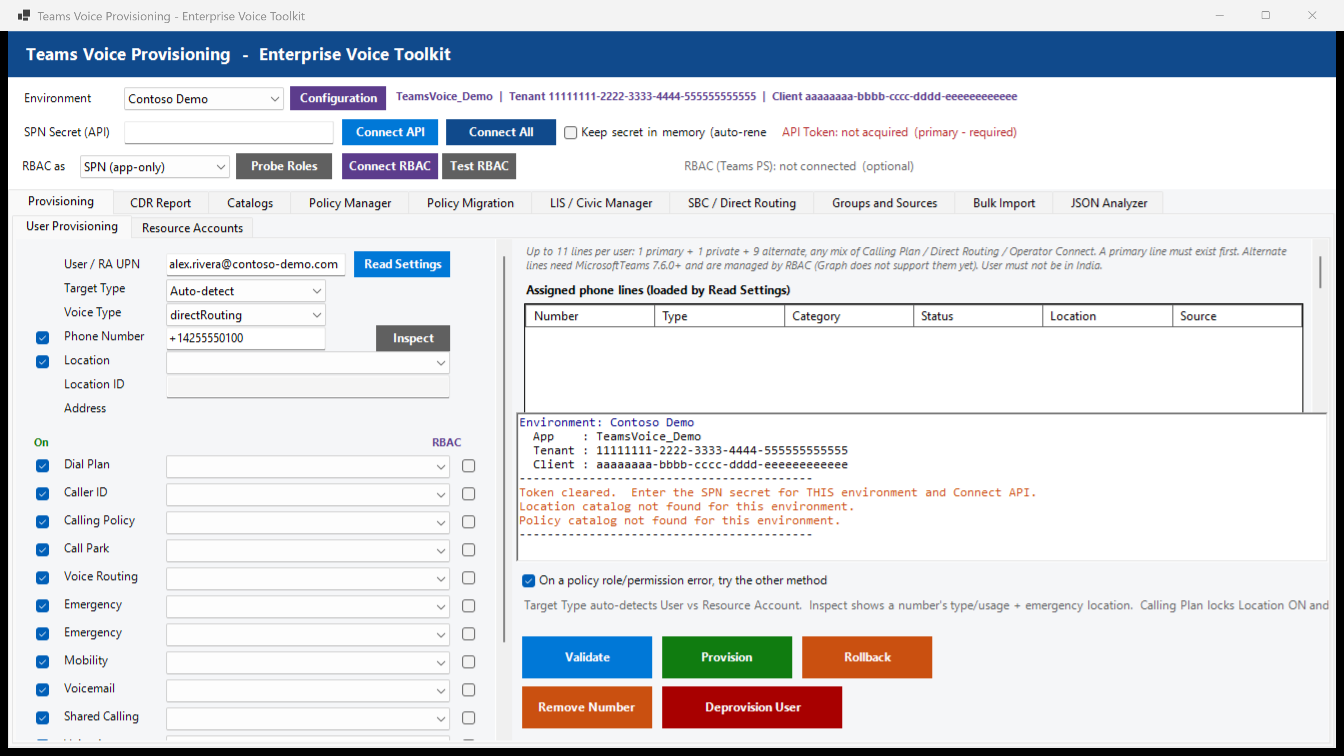 Teams Voice Provisioning - Enterprise Voice Toolkit
Teams Voice Provisioning - Enterprise Voice Toolkit
Environment Contoso Demo Configuration TeamsVoice_Demo | Tenant 11111111-2222-3333-4444-555555555555 | Client aaaaaaaa-bbbb-cccc-dddd-eeeeeeeeeeee
SPN Secret (API) Connect API Connect All Keep secret in memory (auto-rene API Token: not acquired (primary - required)
RBAC as SPN (app-only) Probe Roles Connect RBAC Test RBAC RBAC (Teams PS): not connected (optional)
Provisioning CDR Report Catalogs Policy Manager Policy Migration LIS / Civic Manager SBC / Direct Routing Groups and Sources Bulk Import JSON Analyzer
User Provisioning Resource Accounts
User / RA UPN alex.rivera@contoso-demo.com Read Settings
Target Type Auto-detect
Voice Type directRouting
Phone Number +14255550100 Inspect
Location
Location ID
Address
On RBAC
Dial Plan
Caller ID
Calling Policy
Call Park
Voice Routing
Emergency
Emergency
Mobility
Voicemail
Shared Calling
Up to 11 lines per user: 1 primary + 1 private + 9 alternate, any mix of Calling Plan / Direct Routing / Operator Connect. A primary line must exist first. Alternate
lines need MicrosoftTeams 7.6.0+ and are managed by RBAC (Graph does not support them yet). User must not be in India.
Assigned phone lines (loaded by Read Settings)
Number Type Category Status Location Source
Environment: Contoso Demo
App : TeamsVoice_Demo
Tenant : 11111111-2222-3333-4444-555555555555
Client : aaaaaaaa-bbbb-cccc-dddd-eeeeeeeeeeee
------------------------------------------
Token cleared. Enter the SPN secret for THIS environment and Connect API.
Location catalog not found for this environment.
Policy catalog not found for this environment.
------------------------------------------
On a policy role/permission error, try the other method
Target Type auto-detects User vs Resource Account. Inspect shows a number's type/usage + emergency location. Calling Plan locks Location ON and
Validate Provision Rollback
Remove Number Deprovision User